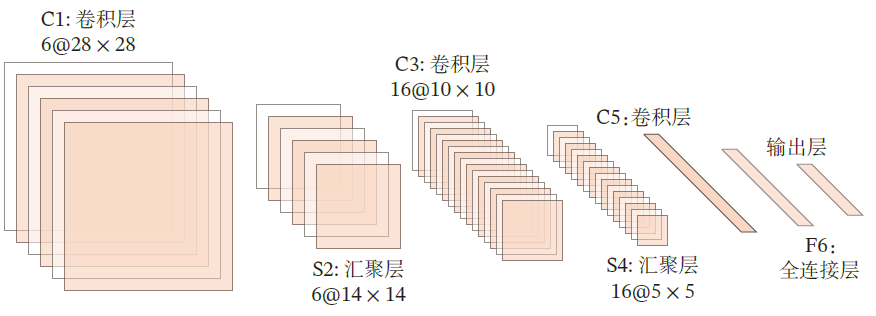 C1: 卷积层
6@28 × 28
S2: 汇聚层
6@14 × 14
C3: 卷积层
16@10 × 10
S4: 汇聚层
16@5 × 5
C5:卷积层
F6:
全连接层
输出层